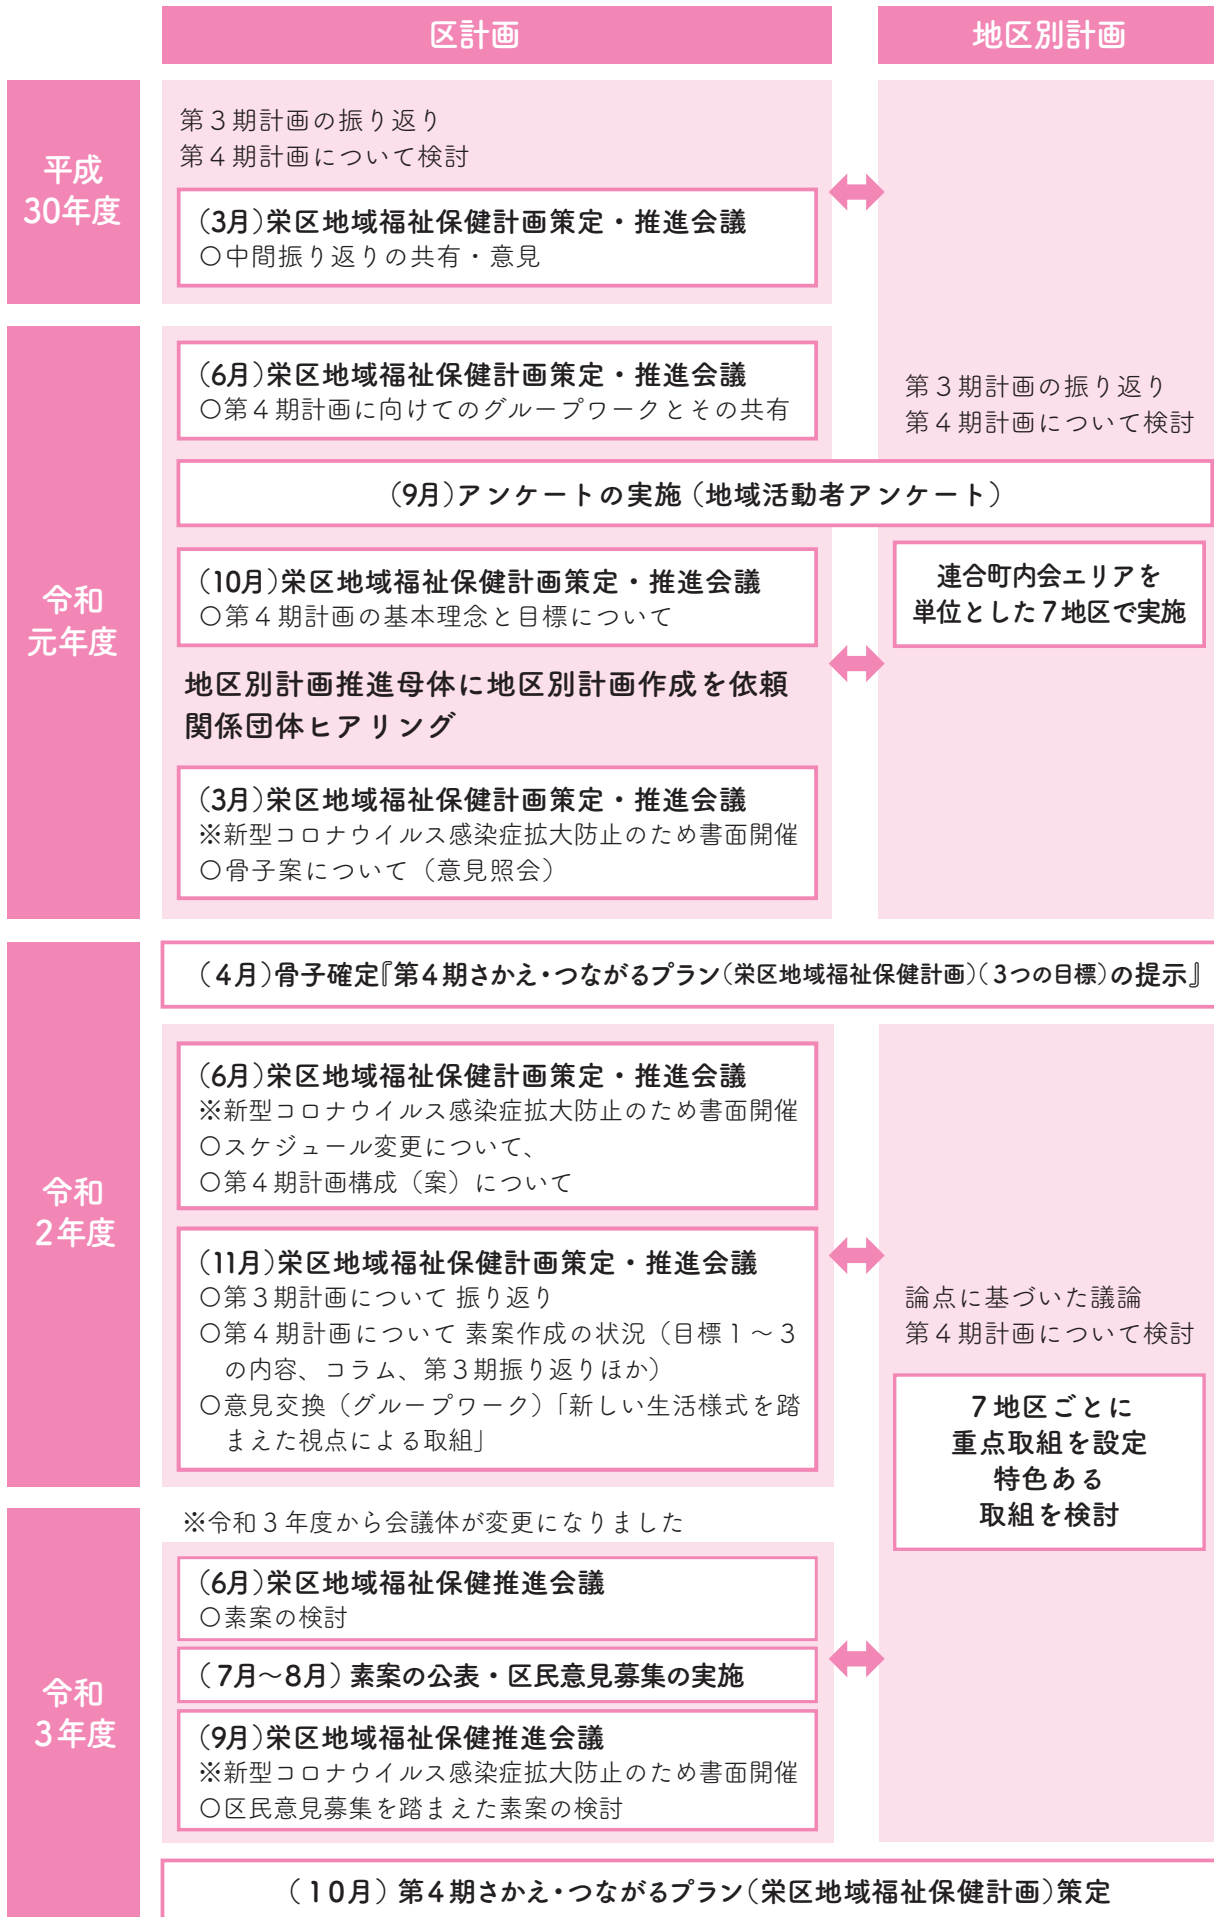 区計画
地区別計画
平成
30年度
第３期計画の振り返り
第４期計画について検討
（3月）栄区地域福祉保健計画策定・推進会議
〇中間振り返りの共有・意見
令和
元年度
（6月）栄区地域福祉保健計画策定・推進会議
〇第４期計画に向けてのグループワークとその共有
第３期計画の振り返り
第４期計画について検討
（9月）アンケートの実施（地域活動者アンケート）
（10月）栄区地域福祉保健計画策定・推進会議
〇第４期計画の基本理念と目標について
連合町内会エリアを
単位とした７地区で実施
地区別計画推進母体に地区別計画作成を依頼
関係団体ヒアリング
（3月）栄区地域福祉保健計画策定・推進会議
※新型コロナウイルス感染症拡大防止のため書面開催
〇骨子案について（意見照会）
令和
２年度
（４月）骨子確定『第４期さかえ・つながるプラン（栄区地域福祉保健計画）（３つの目標）の提示』
（6月）栄区地域福祉保健計画策定・推進会議
※新型コロナウイルス感染症拡大防止のため書面開催
〇スケジュール変更について、
〇第４期計画構成（案）について
（11月）栄区地域福祉保健計画策定・推進会議
〇第３期計画について 振り返り
〇第４期計画について 素案作成の状況（目標１～３
の内容、コラム、第３期振り返りほか）
〇意見交換（グループワーク）「新しい生活様式を踏
まえた視点による取組」
論点に基づいた議論
第４期計画について検討
７地区ごとに
重点取組を設定
特色ある
取組を検討
令和
３年度
※令和３年度から会議体が変更になりました
（6月）栄区地域福祉保健推進会議
〇素案の検討
（７月～８月）素案の公表・区民意見募集の実施
（9月）栄区地域福祉保健推進会議
※新型コロナウイルス感染症拡大防止のため書面開催
〇区民意見募集を踏まえた素案の検討
（１０月）第４期さかえ・つながるプラン（栄区地域福祉保健計画）策定